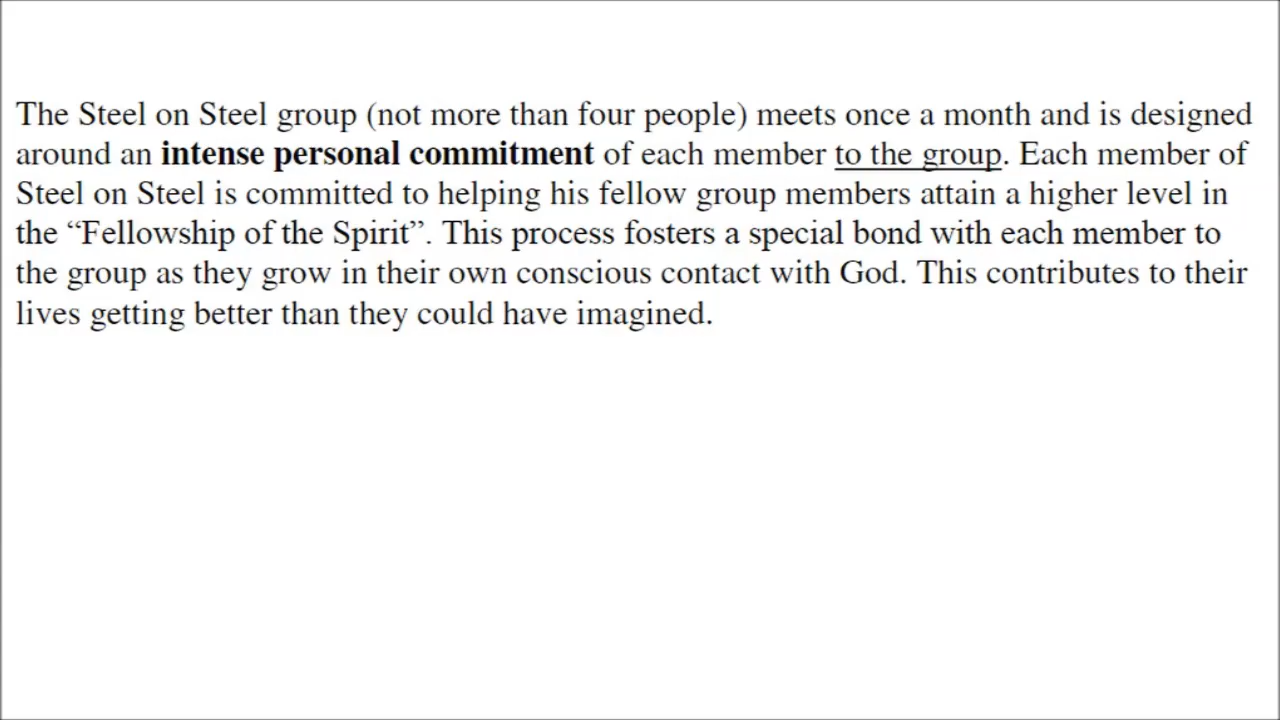 The Steel on Steel group (not more than four people) meets once a month and is designed
around an intense personal commitment of each member to the group. Each member of
Steel on Steel is committed to helping his fellow group members attain a higher level in
the “Fellowship of the Spirit”. This process fosters a special bond with each member to
the group as they grow in their own conscious contact with God. This contributes to their
lives getting better than they could have imagined.